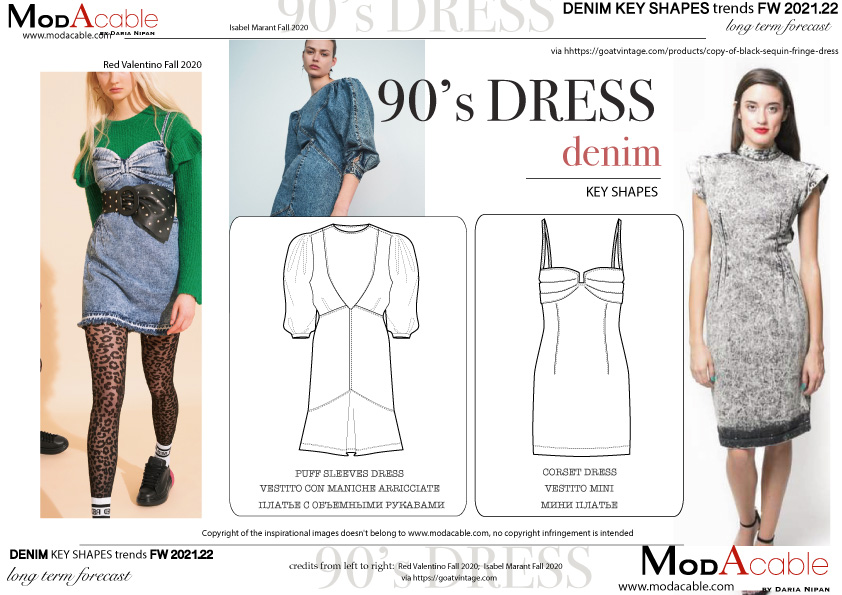 ModAcable
www.modacable.com
BY DARIA NIPAN
90's DRESS
Isabel Marant Fall 2020
DENIM KEY SHAPES trends FW 2021.22
long term forecast
via hhttps://goatvintage.com/products/copy-of-black-sequin-fringe-dress
Red Valentino Fall 2020
90's DRESS
denim
KEY SHAPES
PUFF SLEEVES DRESS
VESTITO CON MANICHE ARRICCIATE
ПЛАТЬЕ С ОБЪЕМНЫМИ РУКАВАМИ
CORSET DRESS
VESTITO MINI
МИНИ ПЛАТЬЕ
Copyright of the inspirational images doesn't belong to www.modacable.com, no copyright infringement is intended
DENIM KEY SHAPES trends FW 2021.22
long term forecast
90's DRESS
credits from left to right: Red Valentino Fall 2020; Isabel Marant Fall 2020
via https://goatvintage.com
ModAcable
www.modacable.com
BY DARIA NIPAN